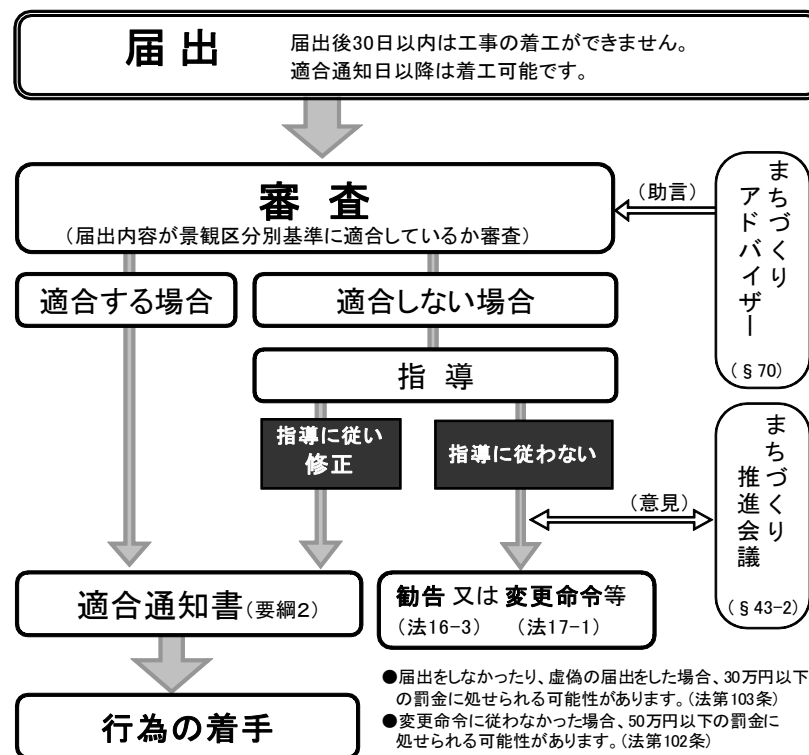 届出
届出後30日以内は工事の着工ができません。
適合通知日以降は着工可能です。
審査
（届出内容が景観区分別基準に適合しているか審査）
（助言）
まちづくり
アドバイザー
（§70）
適合する場合
適合しない場合
指導
指導に従い
修正
指導に従わない
（意見）
まちづくり
推進会議
（§43-2）
適合通知書（要綱2）
勧告 又は 変更命令等
（法16-3） （法17-1）
行為の着手
●届出をしなかったり、虚偽の届出をした場合、30万円以下
の罰金に処せられる可能性があります。（法第103条）
●変更命令に従わなかった場合、50万円以下の罰金に
処せられる可能性があります。（法第102条）